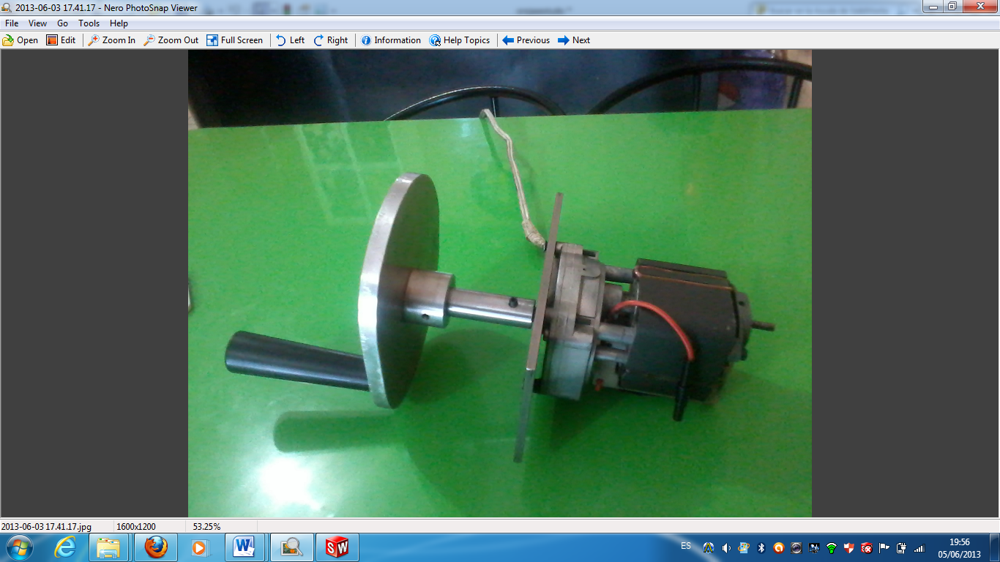 2013-06-03 17.41.17 - Nero PhotoSnap Viewer
File View Go Tools Help
Open Edit Zoom In Zoom Out Full Screen Left Right Information Help Topics Previous Next
2013-06-03 17.41.17.jpg 1600x1200 53.25%
ES
19:56
05/06/2013